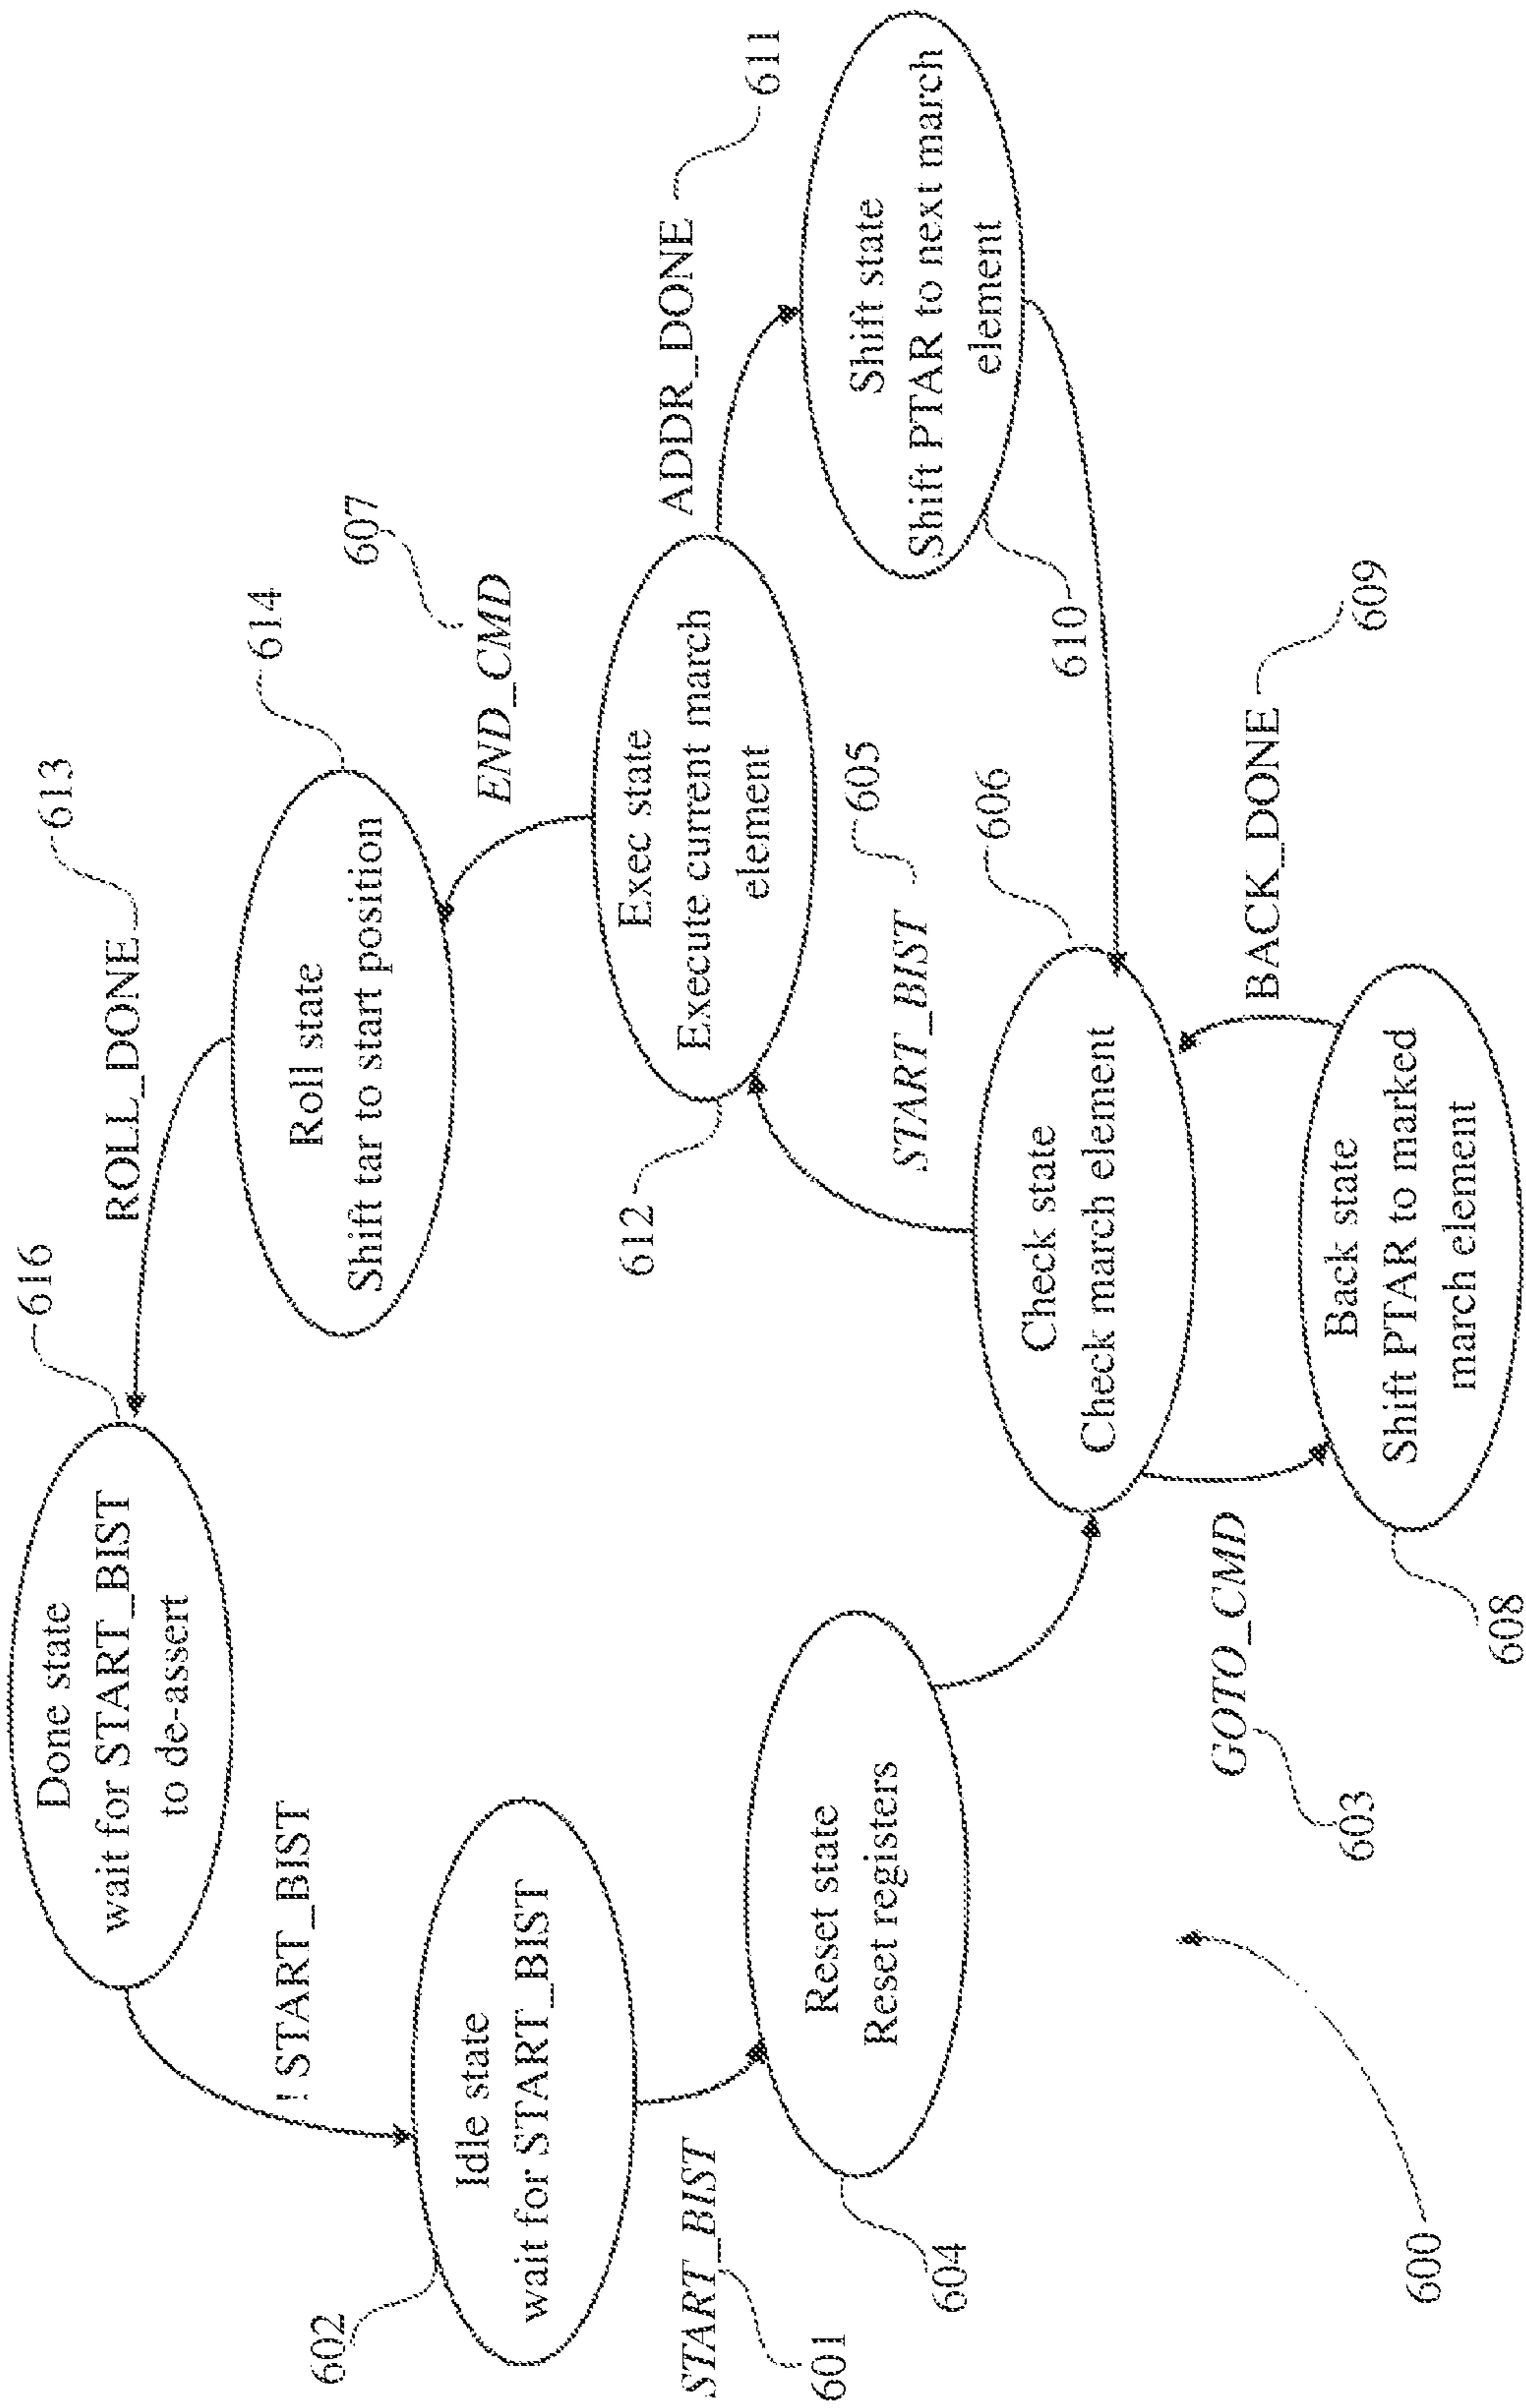 Done state
wait for START_BIST
to de-assert
616
ROLL_DONE
613
! START_BIST
Roll state
Shift tar to start position
614
607
END_CMD
602
Idle state
wait for START_BIST
Exec state
Execute current march
element
612
ADDR_DONE
611
START_BIST
601
START_BIST
605
Shift state
Shift PTAR to next march
element
610
Reset state
Reset registers
604
Check state
Check march element
606
GOTO_CMD
603
BACK_DONE
609
Back state
Shift PTAR to marked
march element
608
600